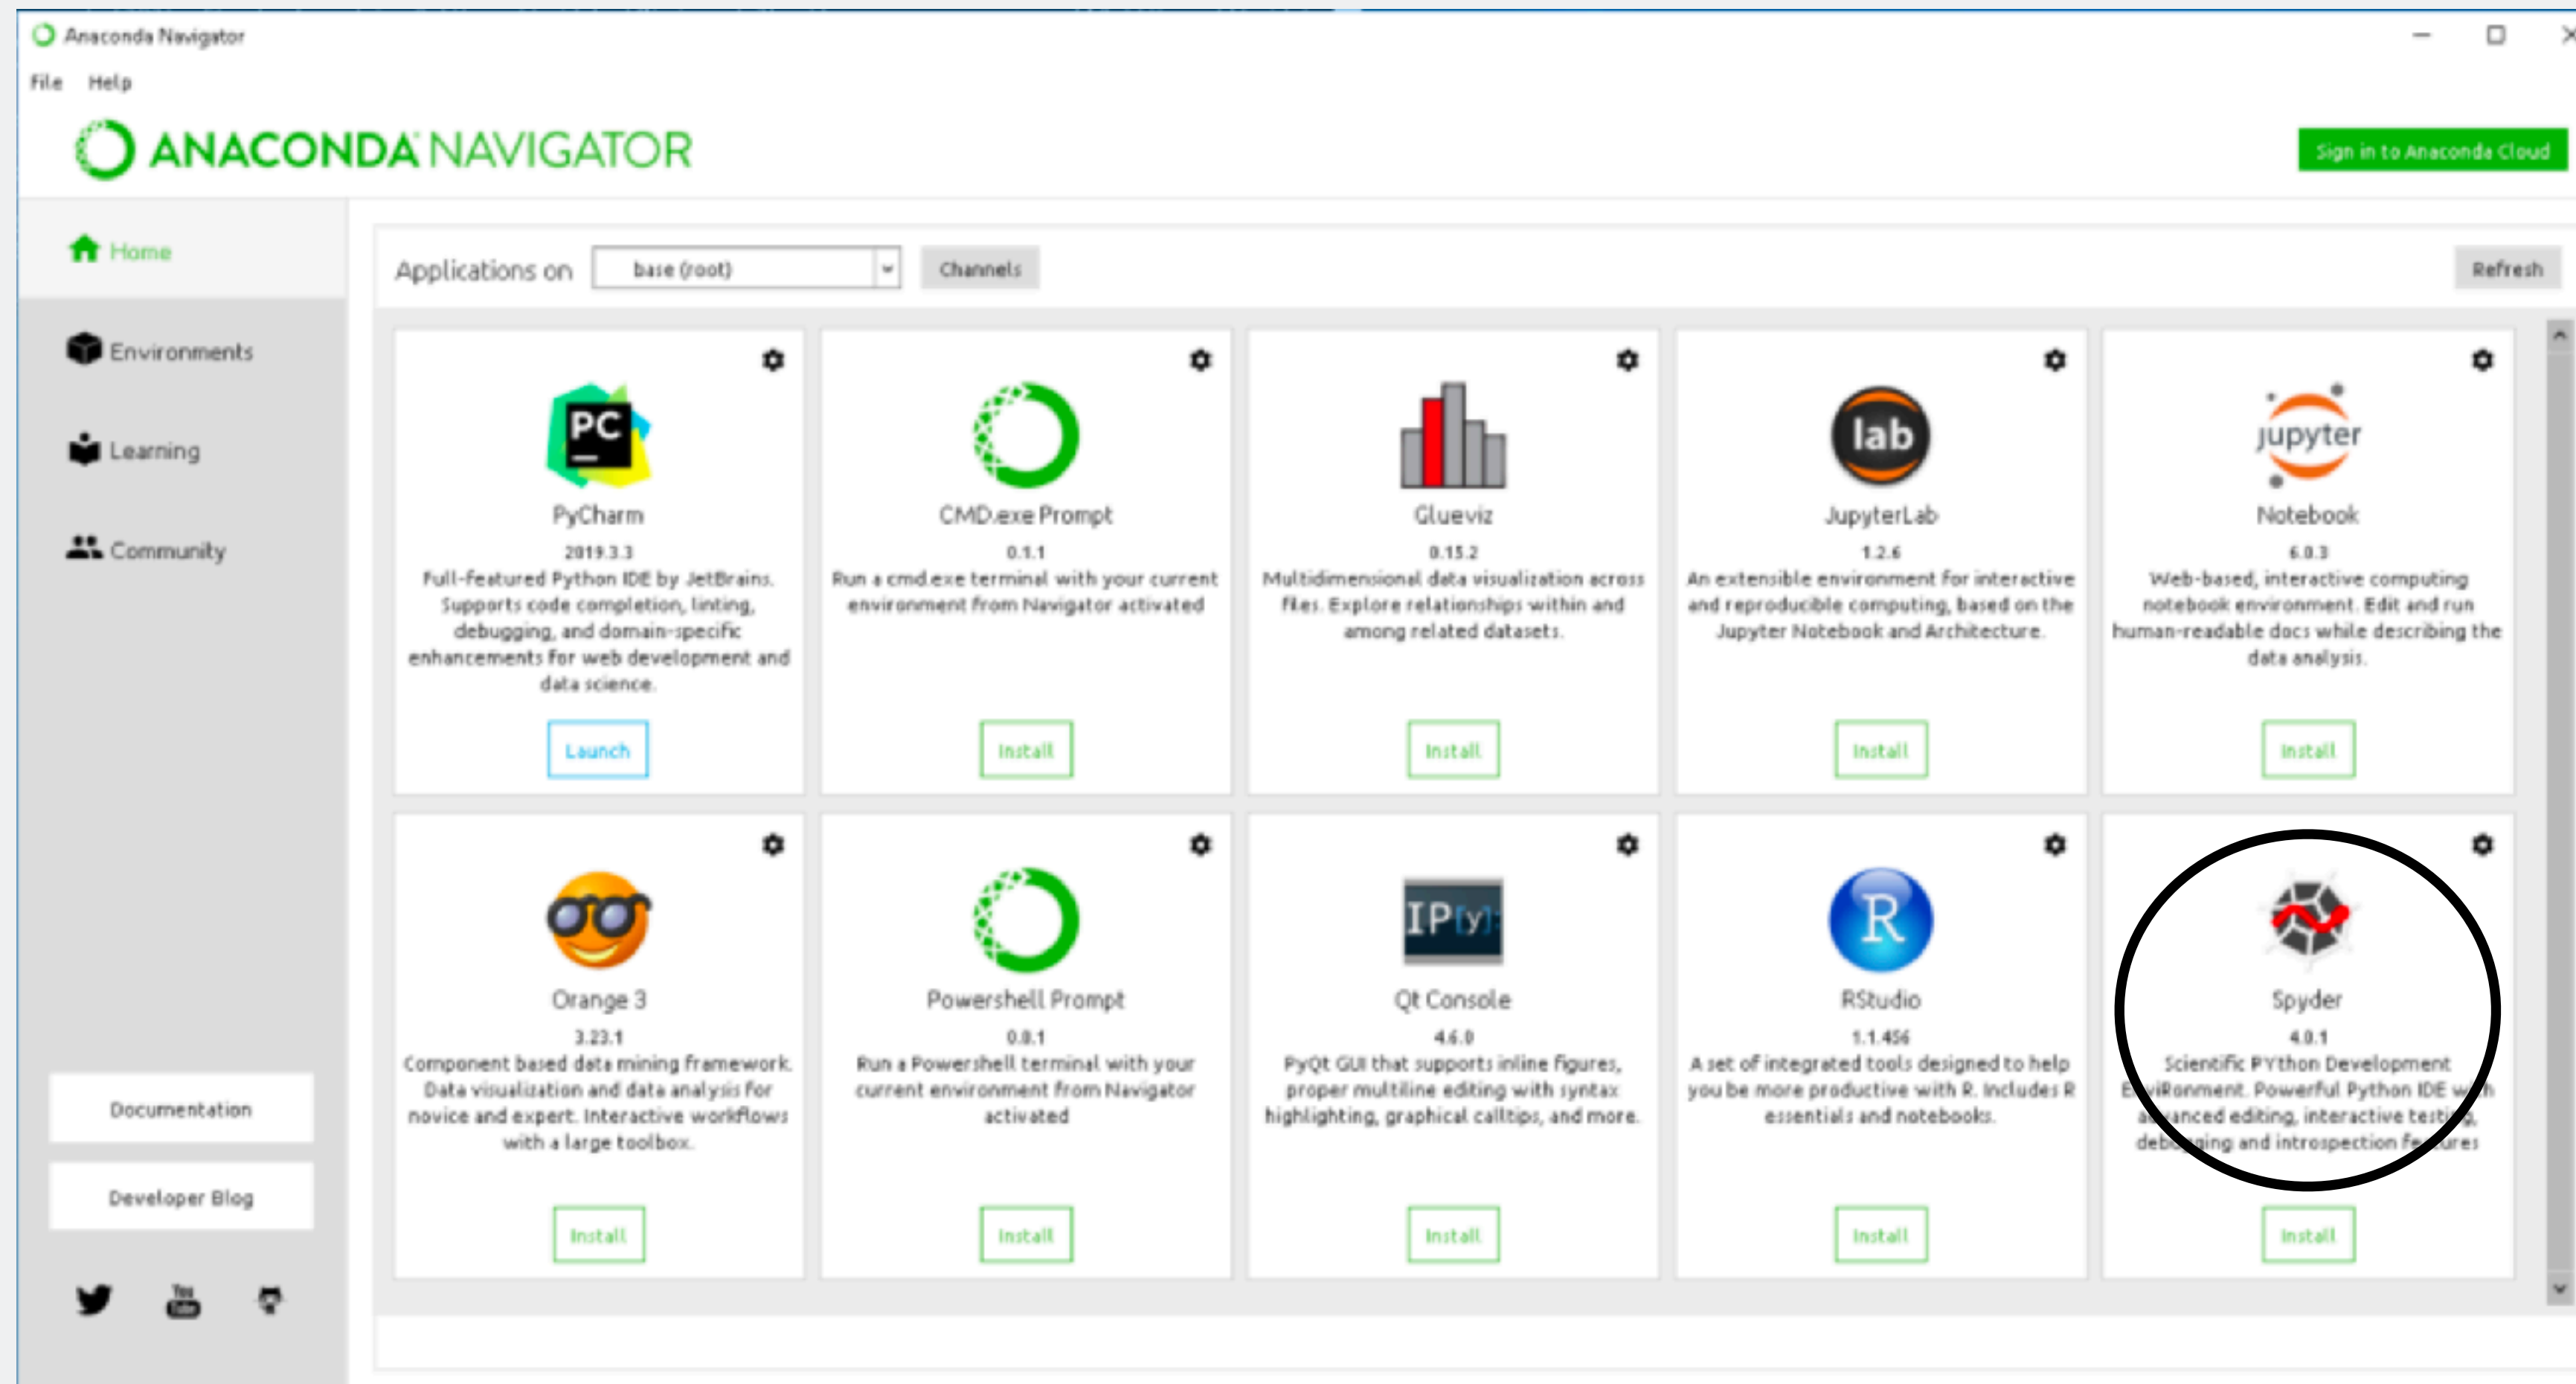 Anaconda Navigator
File Help
ANACONDA NAVIGATOR
Sign in to Anaconda Cloud
Home
Environments
Learning
Community
Documentation
Developer Blog
You
Tube
Applications on base (root) Channels
Refresh
PC
PyCharm
2019.3.3
Full-featured Python IDE by JetBrains.
Supports code completion, linting,
debugging, and domain-specific
enhancements for web development and
data science.
Launch
CMD.exe Prompt
0.1.1
Run a cmd.exe terminal with your current
environment from Navigator activated
Install
Glueviz
0.15.2
Multidimensional data visualization across
files. Explore relationships within and
among related datasets.
Install
lab
JupyterLab
1.2.6
An extensible environment for interactive
and reproducible computing, based on the
Jupyter Notebook and Architecture.
Install
jupyter
Notebook
6.0.3
Web-based, interactive computing
notebook environment. Edit and run
human-readable docs while describing the
data analysis.
Install
Orange 3
3.23.1
Component based data mining framework.
Data visualization and data analysis for
novice and expert. Interactive workflows
with a large toolbox.
Install
Powershell Prompt
0.0.1
Run a Powershell terminal with your
current environment from Navigator
activated
Install
IP[y]:
Qt Console
4.6.0
PyQt GUI that supports inline figures,
proper multiline editing with syntax
highlighting, graphical calltips, and more.
Install
R
RStudio
1.1.456
A set of integrated tools designed to help
you be more productive with R. Includes R
essentials and notebooks.
Install
Spyder
4.0.1
Scientific PYthon Development
EnviRonment. Powerful Python IDE with
advanced editing, interactive testing,
debugging and introspection features
Install